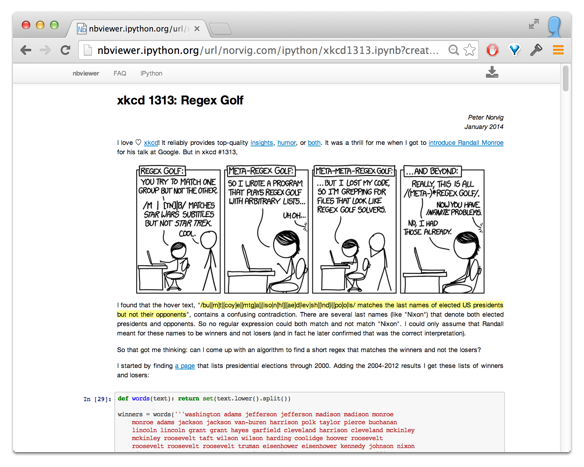 nbviewer.ipython.org/url/n
nbviewer.ipython.org/url/norvig.com/ipython/xkcd1313.ipynb?creat...
nbviewer FAQ IPython
xkcd 1313: Regex Golf
Peter Norvig
January 2014
I love ♡ xkcd! It reliably provides top-quality insights, humor, or both. It was a thrill for me when I got to introduce Randall Monroe
for his talk at Google. But in xkcd #1313,
REGEX GOLF:
YOU TRY TO MATCH ONE
GROUP BUT NOT THE OTHER.
/M | [TN]|B/ MATCHES
STAR WARS SUBTITLES
BUT NOT STAR TREK.
COOL.
META-REGEX GOLF:
SO I WROTE A PROGRAM
THAT PLAYS REGEX GOLF
WITH ARBITRARY LISTS...
UH OH...
META-META-REGEX GOLF:
...BUT I LOST MY CODE,
SO I'M GREPPING FOR
FILES THAT LOOK LIKE
REGEX GOLF SOLVERS.
...AND BEYOND:
REALLY, THIS IS ALL
/(META-)*REGEX GOLF/.
NOW YOU HAVE
INFINITE PROBLEMS.
NO, I HAD
THOSE ALREADY.
I found that the hover text, "/bu|[rn]t|[coy]e|[mtg]a|j|iso|n[hl]|[ae]d|lev|sh|[lnd]i|[po]o|ls/ matches the last names of elected US presidents
but not their opponents", contains a confusing contradiction. There are several last names (like "Nixon") that denote both elected
presidents and opponents. So no regular expression could both match and not match "Nixon". I could only assume that Randall
meant for these names to be winners and not losers (and in fact he later confirmed that was the correct interpretation).
So that got me thinking: can I come up with an algorithm to find a short regex that matches the winners and not the losers?
I started by finding a page that lists presidential elections through 2000. Adding the 2004-2012 results I get these lists of winners
and losers:
In [29]: def words(text): return set(text.lower().split())
winners = words('''washington adams jefferson jefferson madison madison monroe
monroe adams jackson jackson van-buren harrison polk taylor pierce buchanan
lincoln lincoln grant grant hayes garfield cleveland harrison cleveland mckinley
mckinley roosevelt taft wilson wilson harding coolidge hoover roosevelt
roosevelt roosevelt roosevelt truman eisenhower eisenhower kennedy johnson nixon